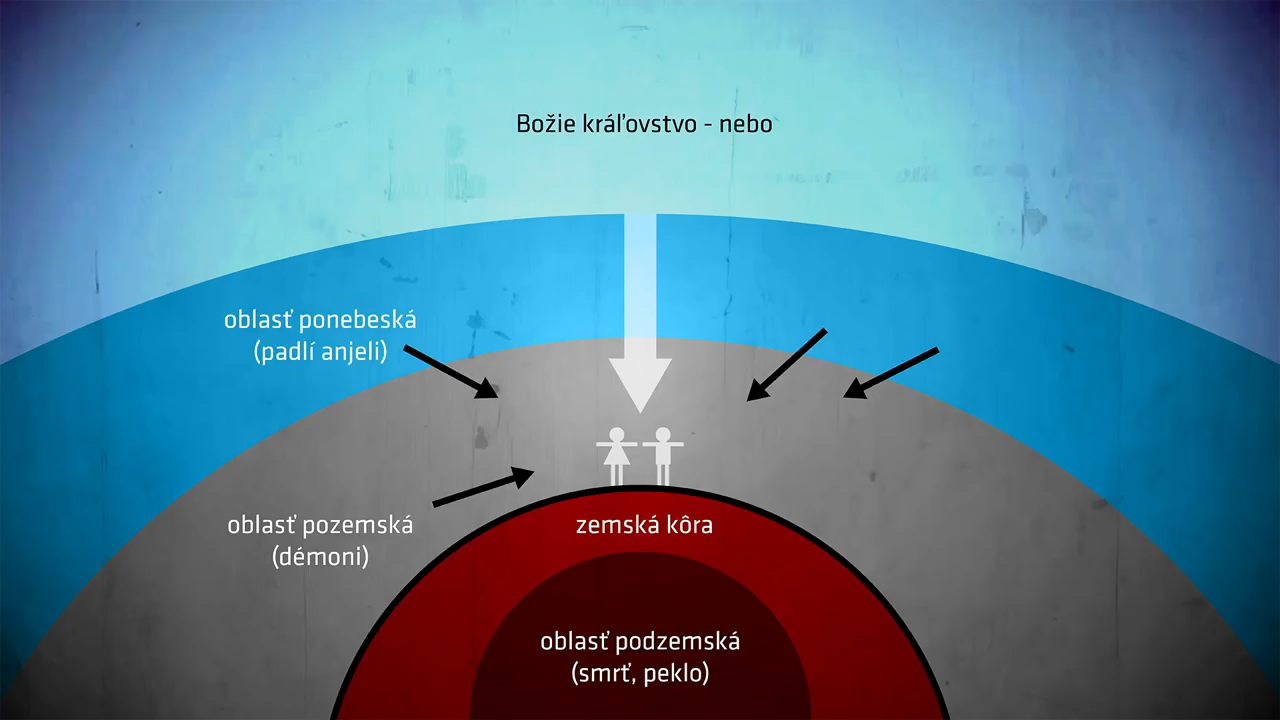 Božie kráľovstvo - nebo
oblasť ponebeská
(padlí anjeli)
oblasť pozemská
(démoni)
zemská kôra
oblasť podzemská
(smrť, peklo)